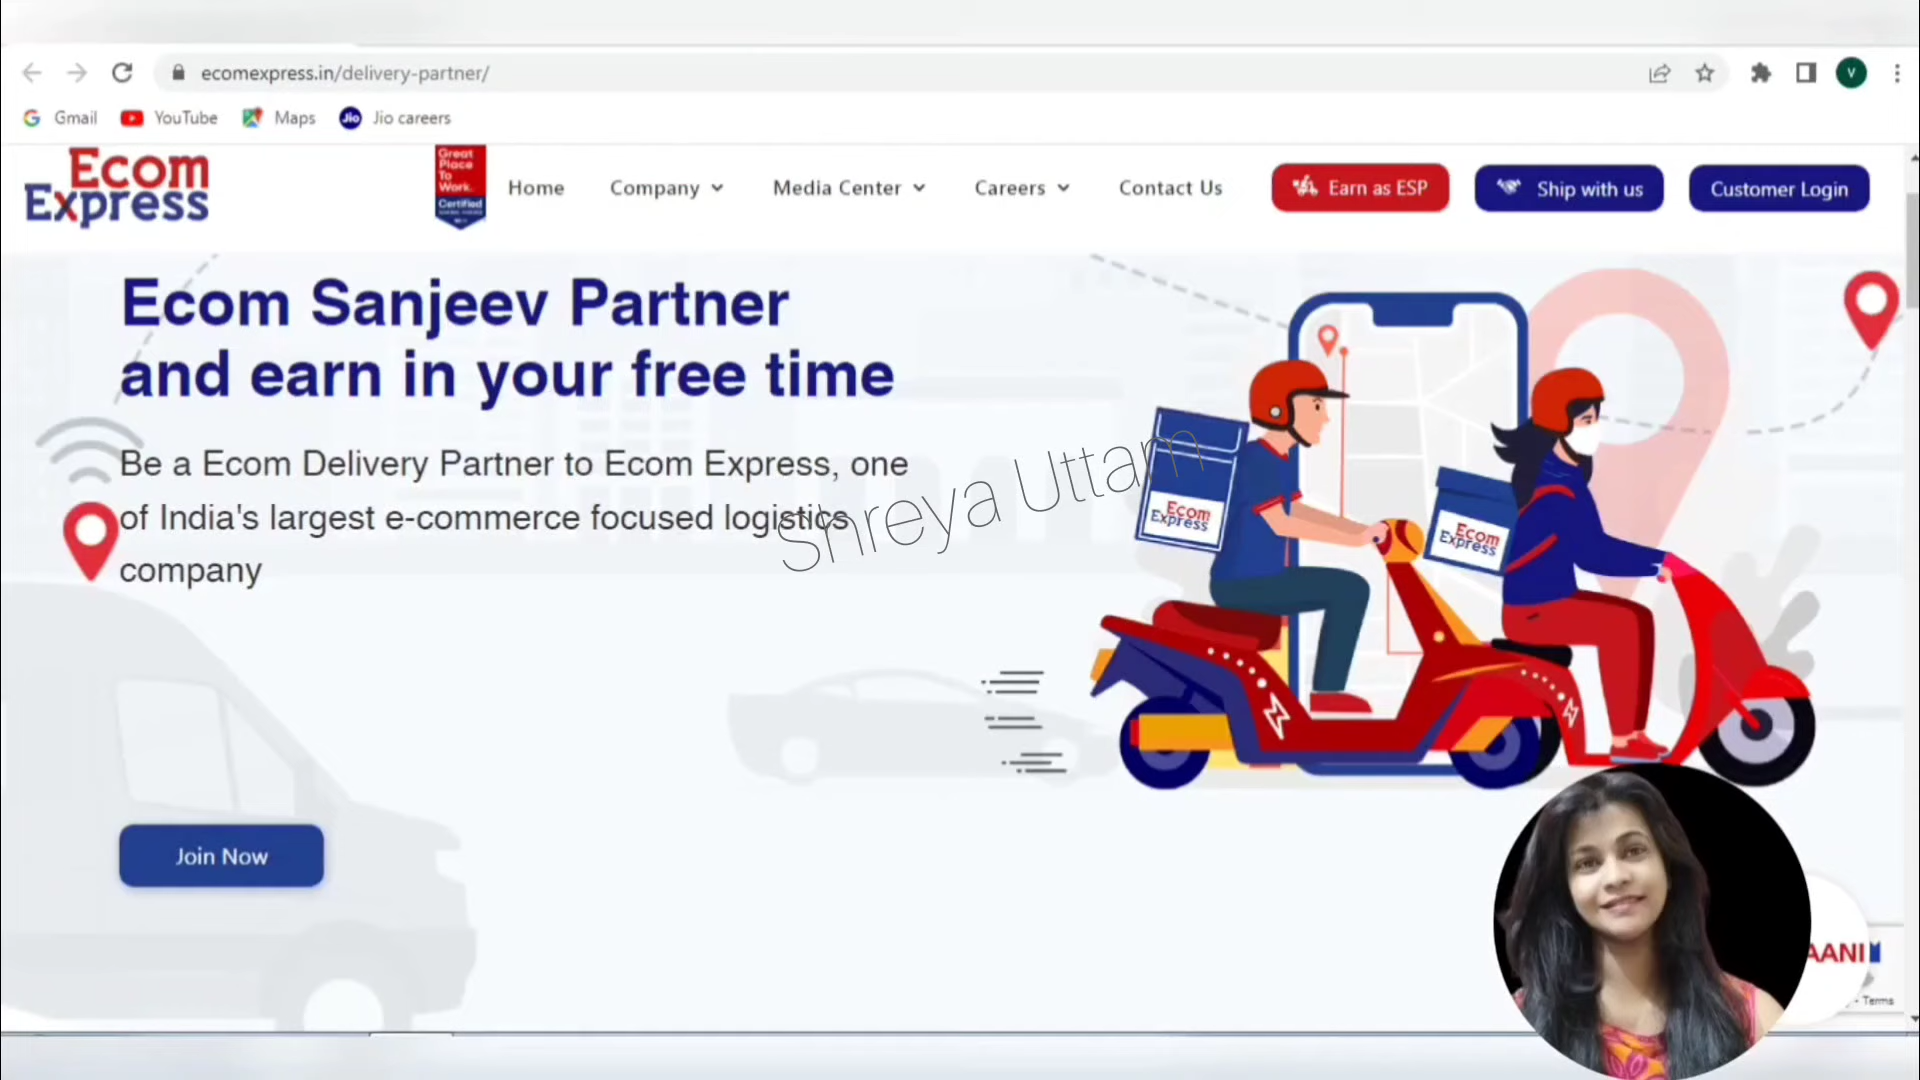 ecomexpress.in/delivery-partner/
V
Gmail YouTube Maps Jio Jio careers
Ecom
Express
Great
Place
To
Work.
Certified
Home Company Media Center Careers Contact Us Earn as ESP Ship with us Customer Login
Ecom Sanjeev Partner
and earn in your free time
Be a Ecom Delivery Partner to Ecom Express, one
of India's largest e-commerce focused logistics
company
Shreya Uttam
Ecom
Express
Ecom
Express
Join Now
AANI
- Terms